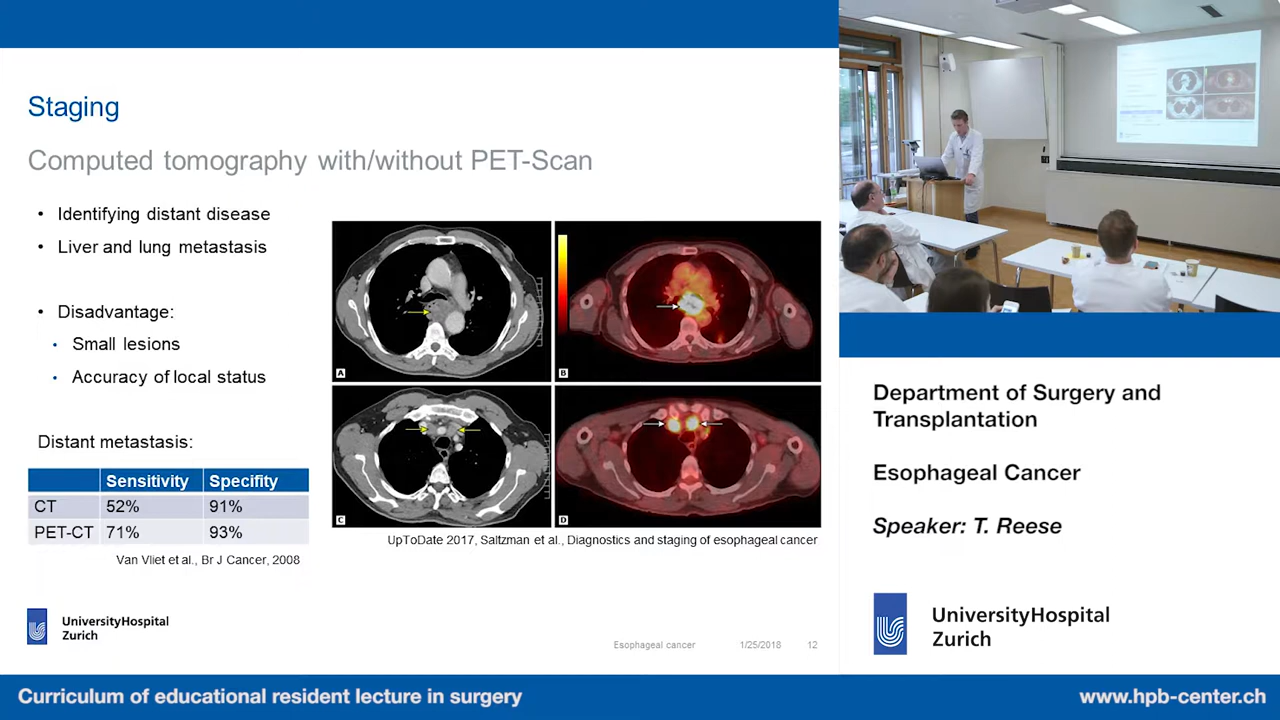 Staging
Computed tomography with/without PET-Scan
• Identifying distant disease
• Liver and lung metastasis
• Disadvantage:
• Small lesions
• Accuracy of local status
Distant metastasis:
Sensitivity Specifity
CT 52% 91%
PET-CT 71% 93%
Van Vliet et al., Br J Cancer, 2008
A
B
C
D
UpToDate 2017, Saltzman et al., Diagnostics and staging of esophageal cancer
UniversityHospital
Zurich
Esophageal cancer 1/25/2018 12
Department of Surgery and
Transplantation
Esophageal Cancer
Speaker: T. Reese
UniversityHospital
Zurich
Curriculum of educational resident lecture in surgery
www.hpb-center.ch